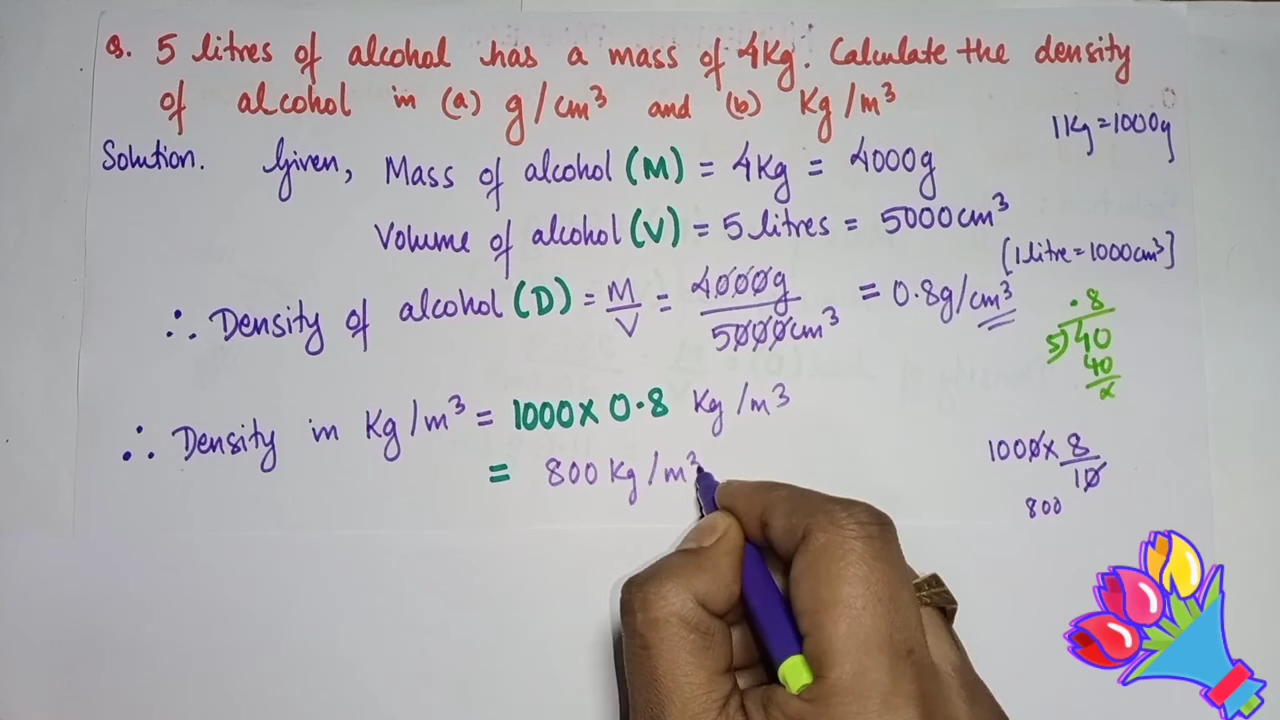 Q. 5 litres of alcohol has a mass of 4Kg. Calculate the density
of alcohol in (a) g/cm³ and (b) Kg/m³
1Kg=1000g
Solution. Given, Mass of alcohol (M) = 4Kg = 4000g
Volume of alcohol (V) = 5 litres = 5000cm³
[1 litre=1000cm³]
∴ Density of alcohol (D) = M/V = 4000g/5000cm³ = 0.8g/cm³
.8
5)40
40
x
∴ Density in Kg/m³ = 1000×0.8 Kg/m³
= 800Kg/m³
1000×8/10
800